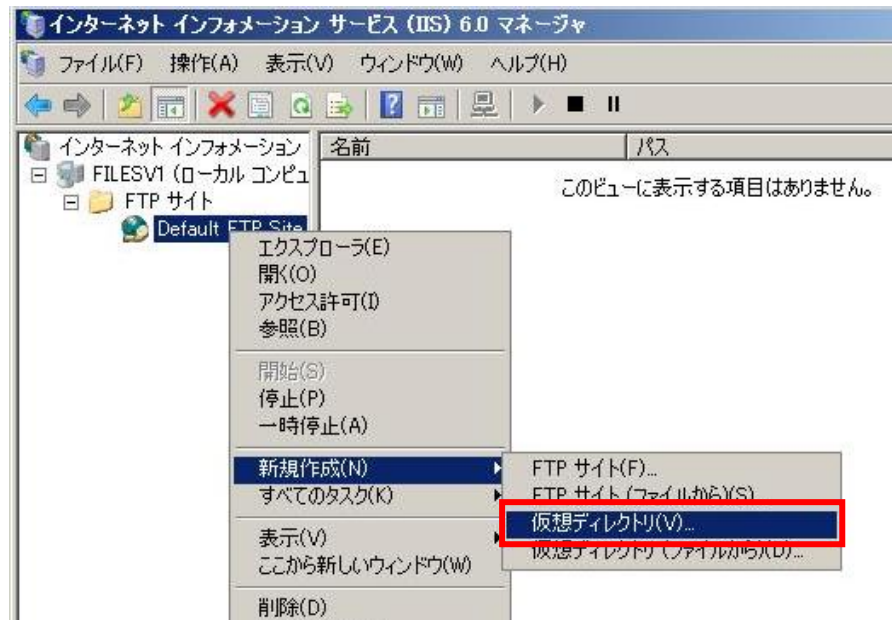 インターネット インフォメーション サービス (IIS) 6.0 マネージャ
ファイル(F) 操作(A) 表示(V) ウィンドウ(W) ヘルプ(H)
インターネット インフォメーション
名前 パス
FILESV1 (ローカル コンピュ
このビューに表示する項目はありません。
FTP サイト
Default FTP Site
エクスプローラ(E)
開く(O)
アクセス許可(I)
参照(B)
開始(S)
停止(P)
一時停止(A)
新規作成(N)
すべてのタスク(K)
表示(V)
ここから新しいウィンドウ(W)
削除(D)
FTP サイト(F)...
FTP サイト (ファイルから)(S)
仮想ディレクトリ(V)...
仮想ディレクトリ (ファイルから)(D)...